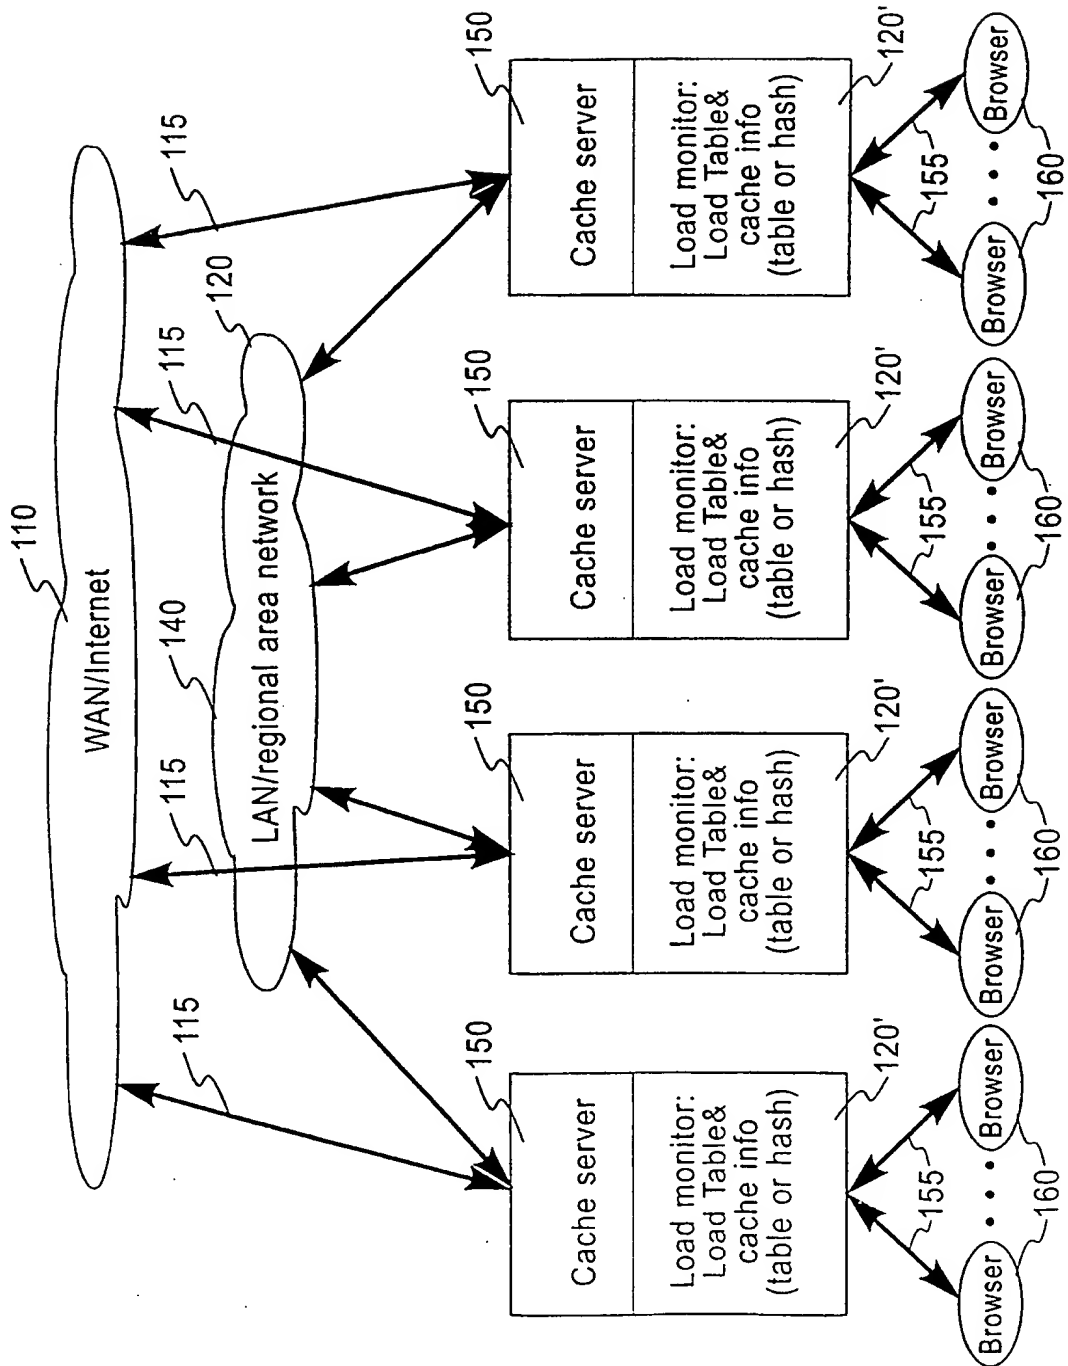 110
WAN/Internet
115
115
115
115
140
120
LAN/regional area network
150
150
150
150
Cache server
Cache server
Cache server
Cache server
Load monitor:
Load Table&
cache info
(table or hash)
Load monitor:
Load Table&
cache info
(table or hash)
Load monitor:
Load Table&
cache info
(table or hash)
Load monitor:
Load Table&
cache info
(table or hash)
120'
120'
120'
120'
155
155
155
155
Browser
Browser
Browser
Browser
Browser
Browser
Browser
Browser
160
160
160
160